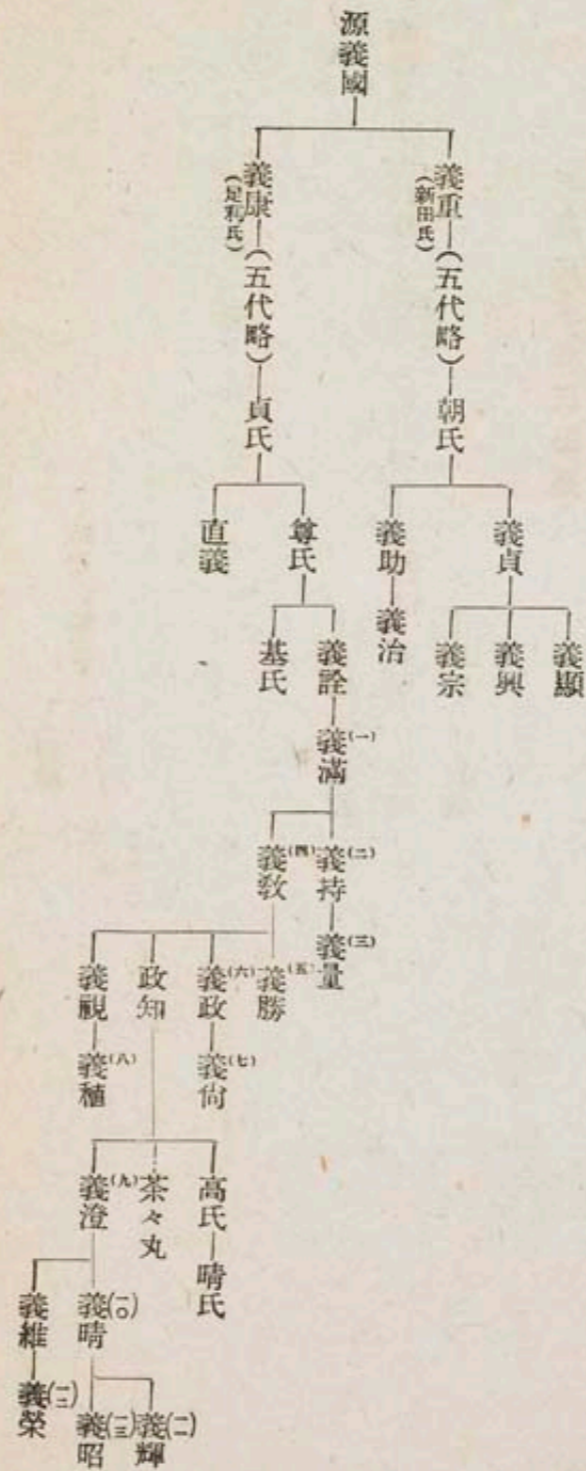 源義國
義重
(新田氏)
(五代略)
朝氏
義貞
義顯
義興
義宗
義助
義治
義康
(足利氏)
(五代略)
貞氏
尊氏
義詮
(一)
義滿
(二)
義持
(三)
義量
(四)
義敎
(五)
義勝
(六)
義政
(七)
義尙
政知
高氏
晴氏
茶々丸
(九)
義澄
(一〇)
義晴
(一一)
義輝
(一三)
義昭
義維
(一二)
義榮
義視
(八)
義稙
基氏
直義